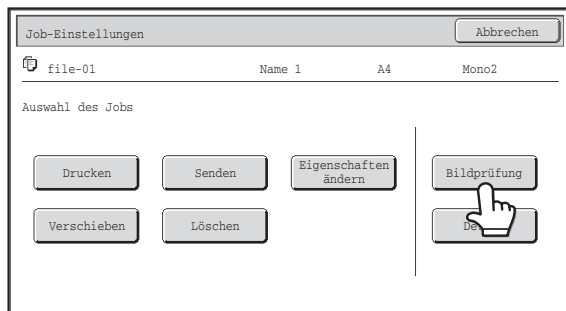 Job-Einstellungen
Abbrechen
file-01 Name 1 A4 Mono2
Auswahl des Jobs
Drucken Senden Eigenschaften ändern Bildprüfung
Verschieben Löschen